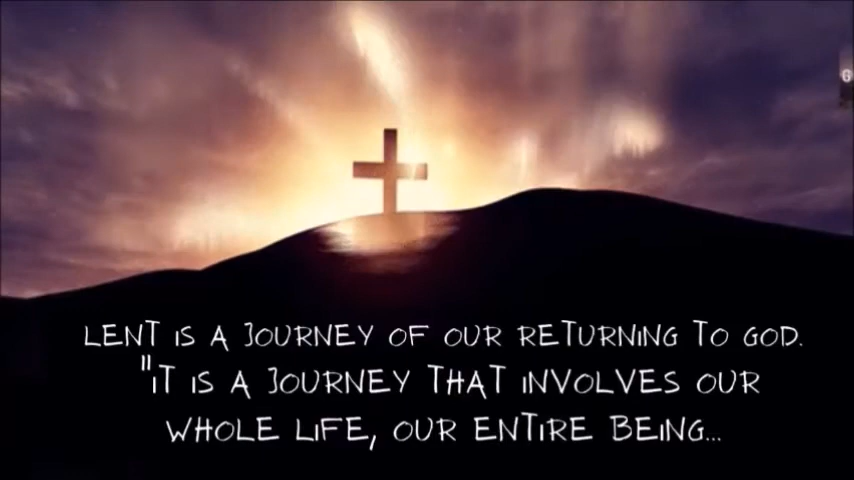 G
LENT IS A JOURNEY OF OUR RETURNING TO GOD.
"IT IS A JOURNEY THAT INVOLVES OUR
WHOLE LIFE, OUR ENTIRE BEING...